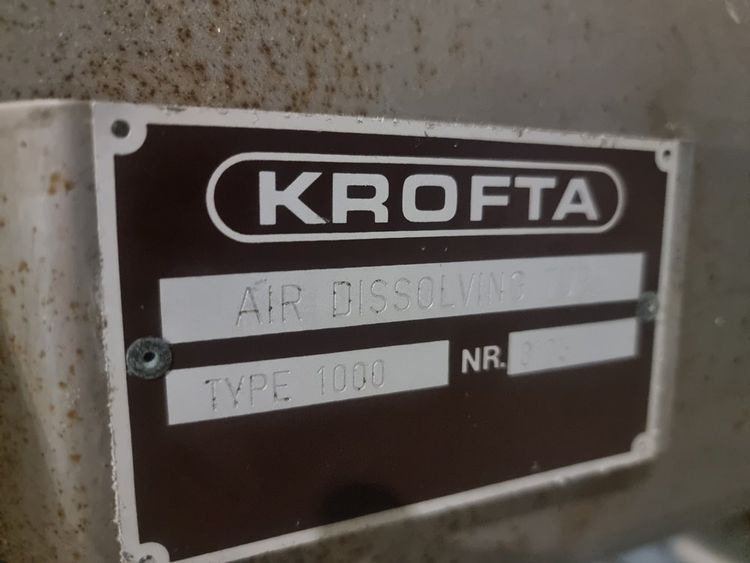 KROFTA
AIR DISSOLVING
TYPE 1000 NR.